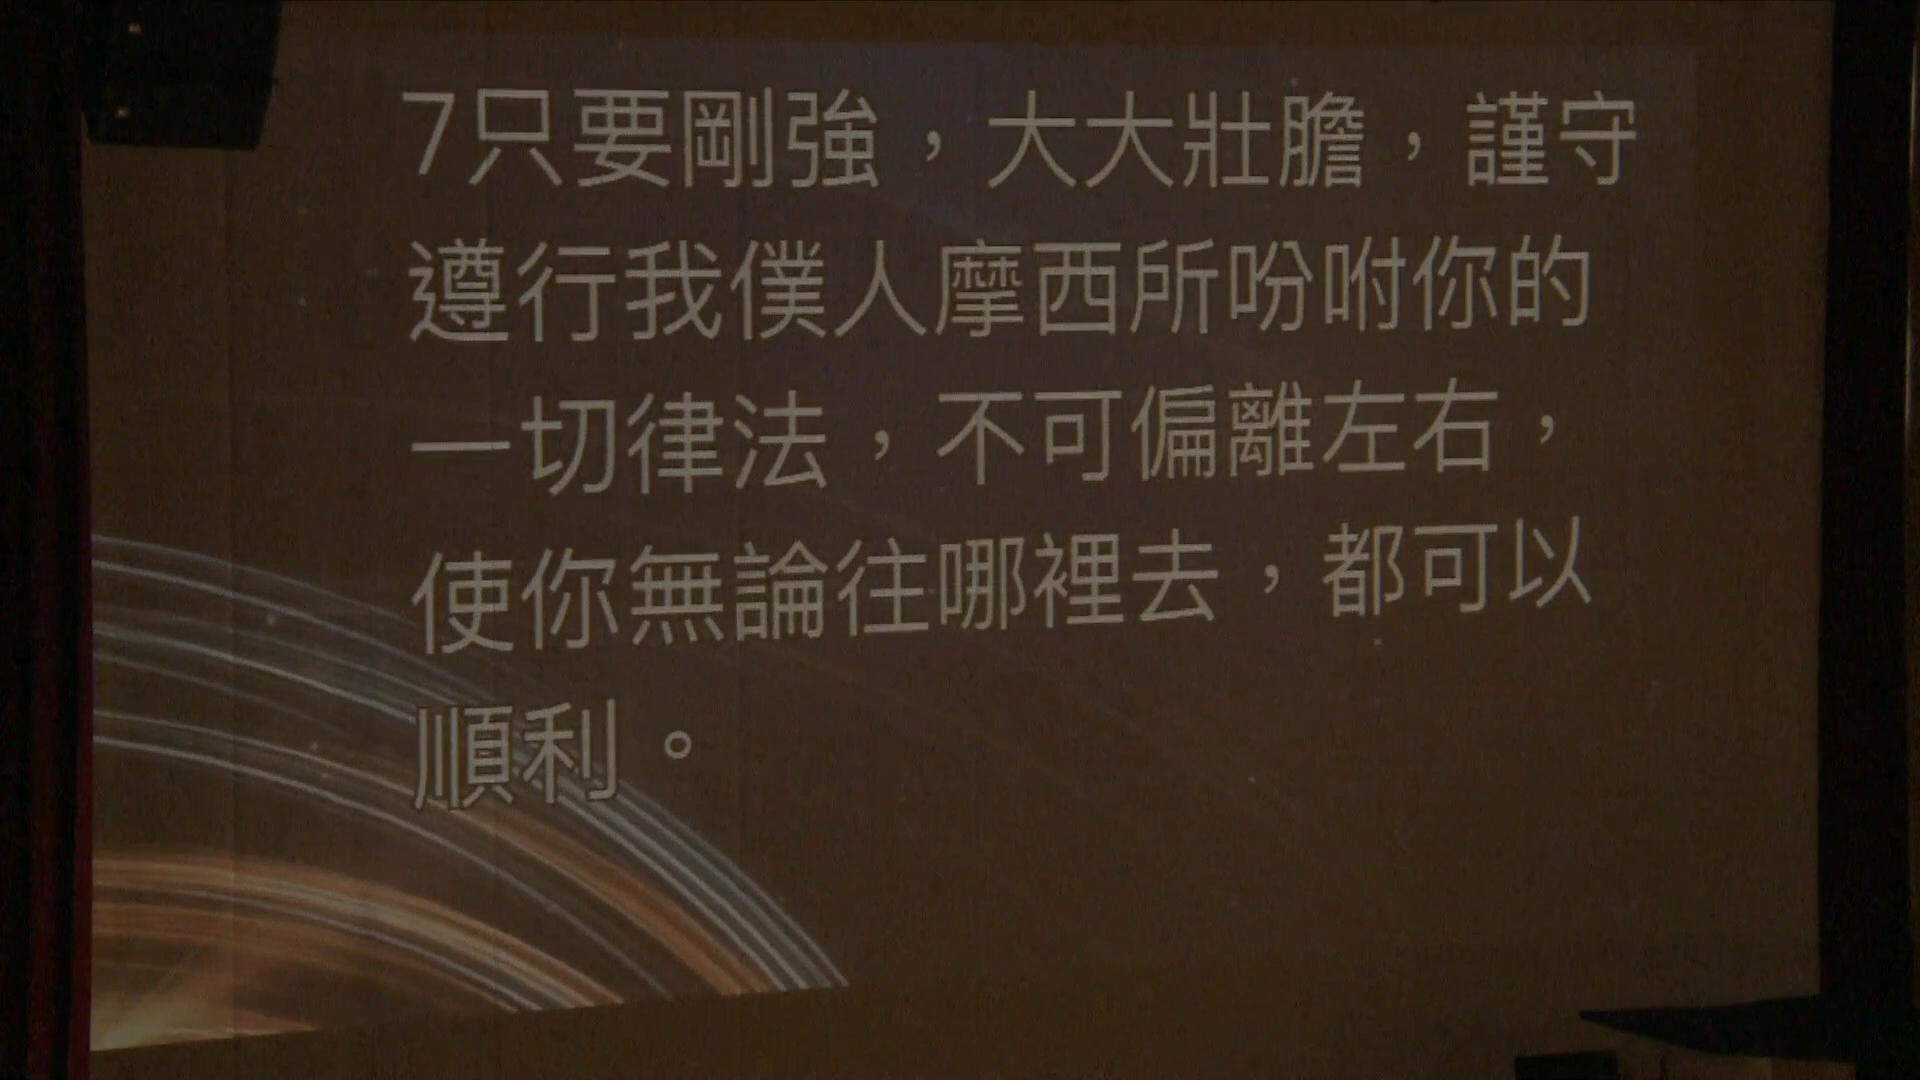 7只要剛強，大大壯膽，謹守
遵行我僕人摩西所吩咐你的
一切律法，不可偏離左右，
使你無論往哪裡去，都可以
順利。